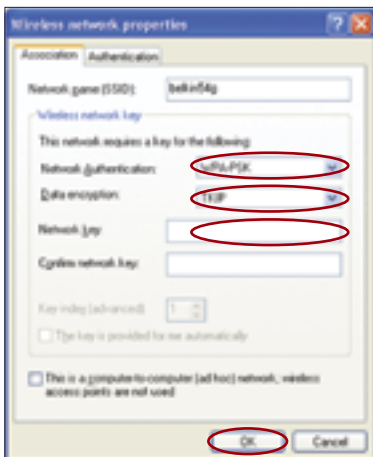 Wireless network properties
Association Authentication
Network name (SSID): belkin54g
Wireless network key
This network requires a key for the following:
Network Authentication: WPA-PSK
Data encryption: TKIP
Network key:
Confirm network key:
Key index (advanced): 1
The key is provided for me automatically
This is a computer-to-computer (ad hoc) network; wireless
access points are not used
OK Cancel